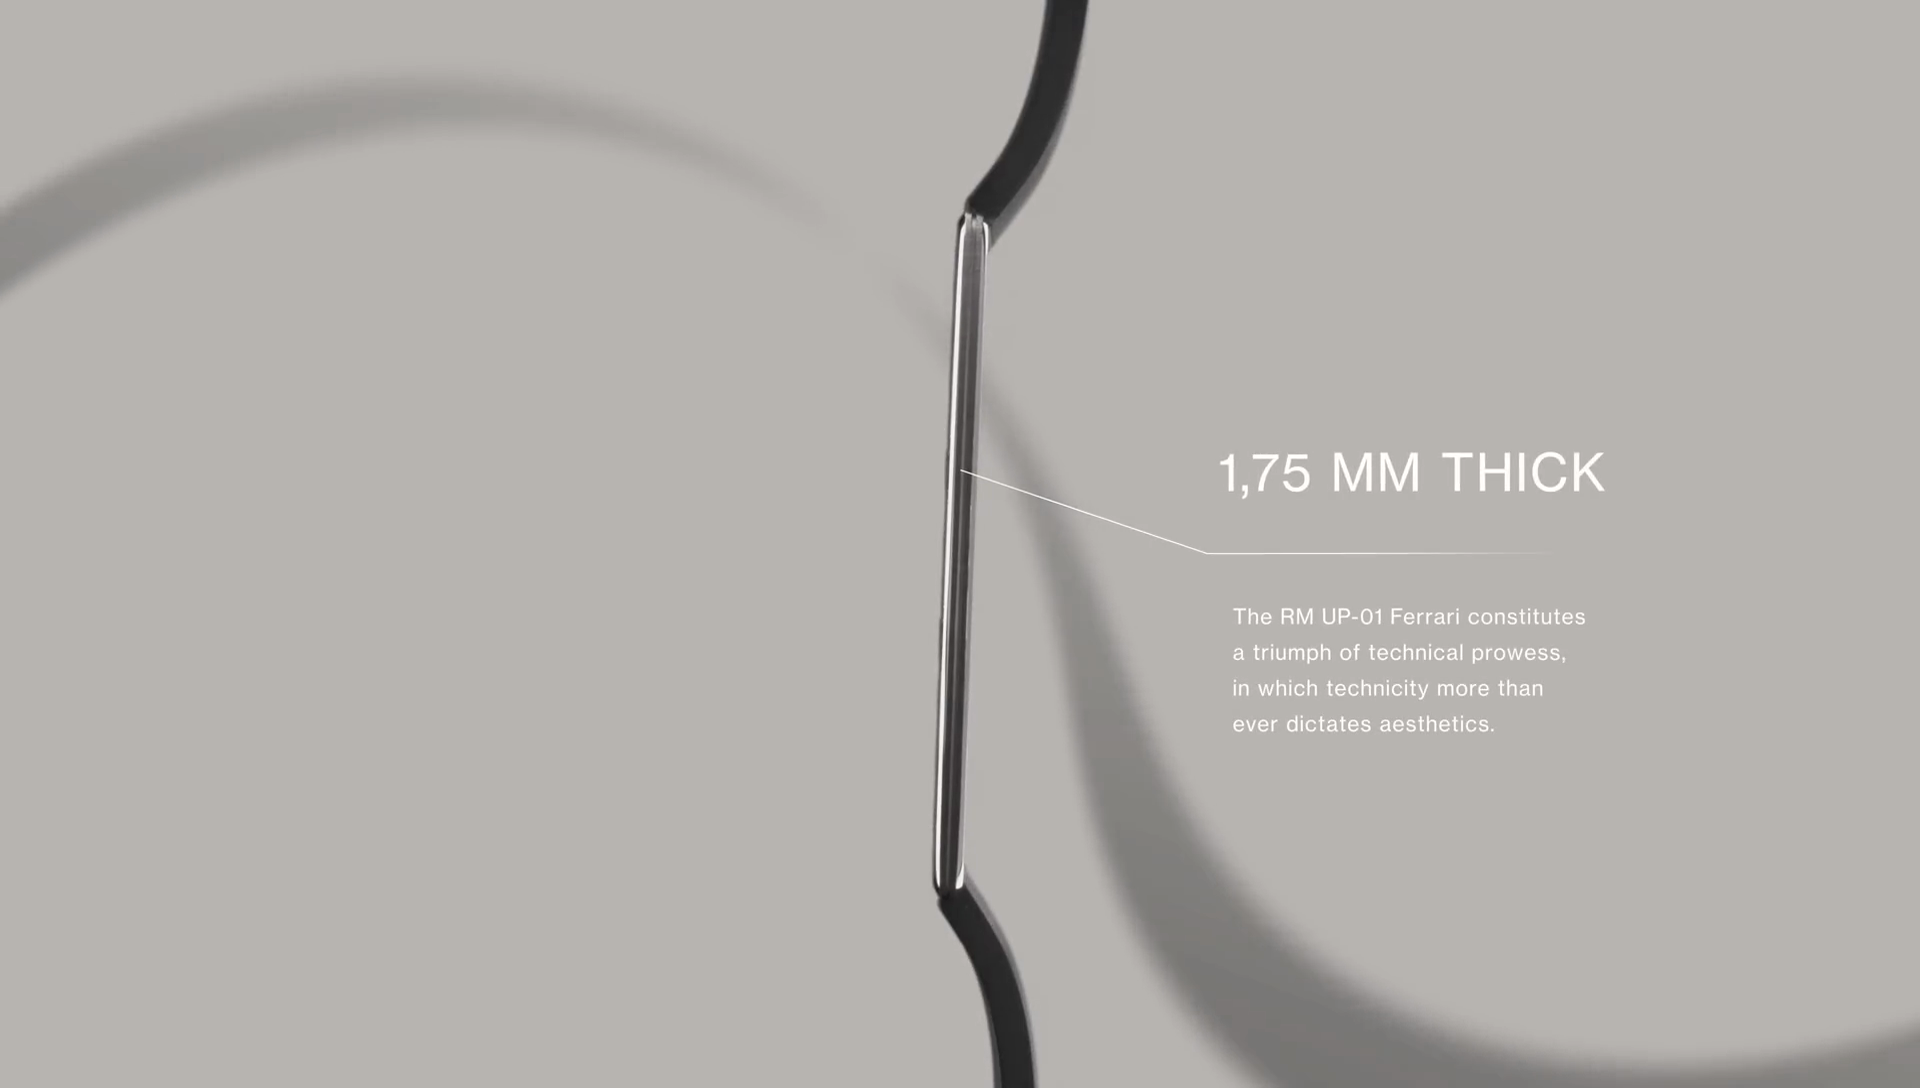 1,75 MM THICK
The RM UP-01 Ferrari constitutes
a triumph of technical prowess,
in which technicity more than
ever dictates aesthetics.